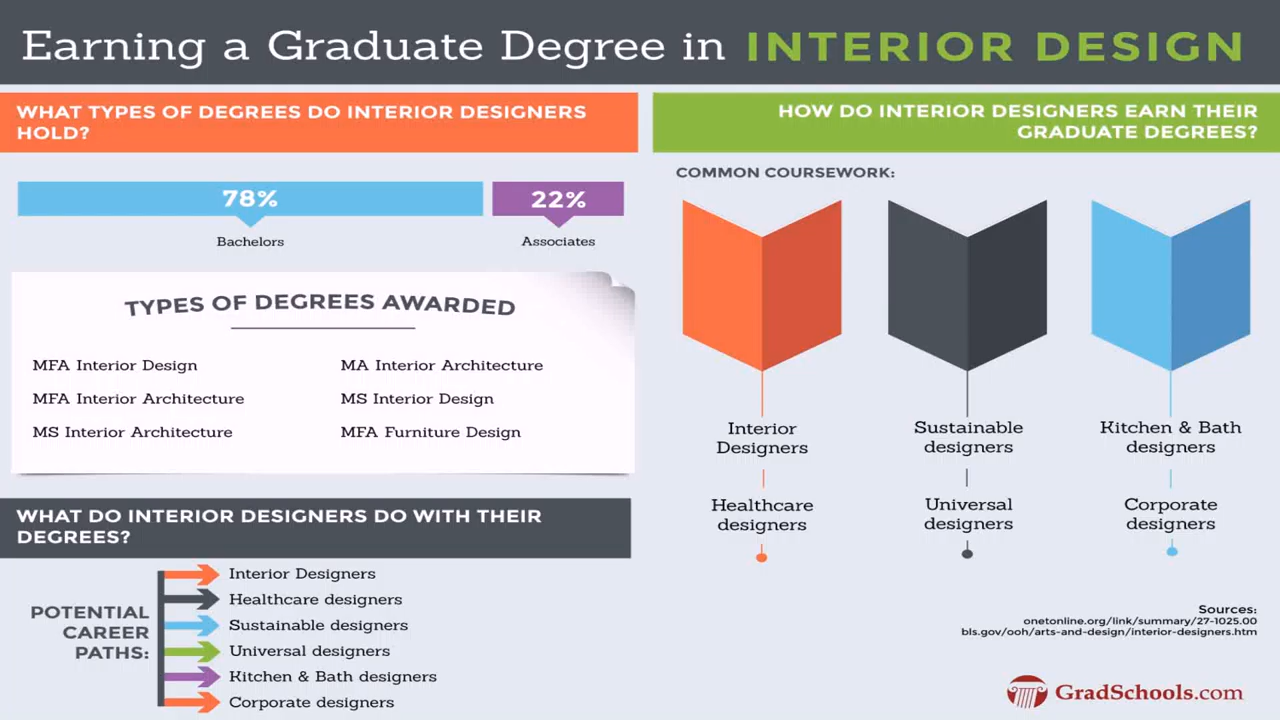 Earning a Graduate Degree in INTERIOR DESIGN
WHAT TYPES OF DEGREES DO INTERIOR DESIGNERS
HOLD?
78%
22%
Bachelors
Associates
TYPES OF DEGREES AWARDED
MFA Interior Design
MA Interior Architecture
MFA Interior Architecture
MS Interior Design
MS Interior Architecture
MFA Furniture Design
WHAT DO INTERIOR DESIGNERS DO WITH THEIR
DEGREES?
POTENTIAL
CAREER
PATHS:
Interior Designers
Healthcare designers
Sustainable designers
Universal designers
Kitchen & Bath designers
Corporate designers
HOW DO INTERIOR DESIGNERS EARN THEIR
GRADUATE DEGREES?
COMMON COURSEWORK:
Interior
Designers
Sustainable
designers
Kitchen & Bath
designers
Healthcare
designers
Universal
designers
Corporate
designers
Sources:
onetonline.org/link/summary/27-1025.00
bls.gov/ooh/arts-and-design/interior-designers.htm
GradSchools.com